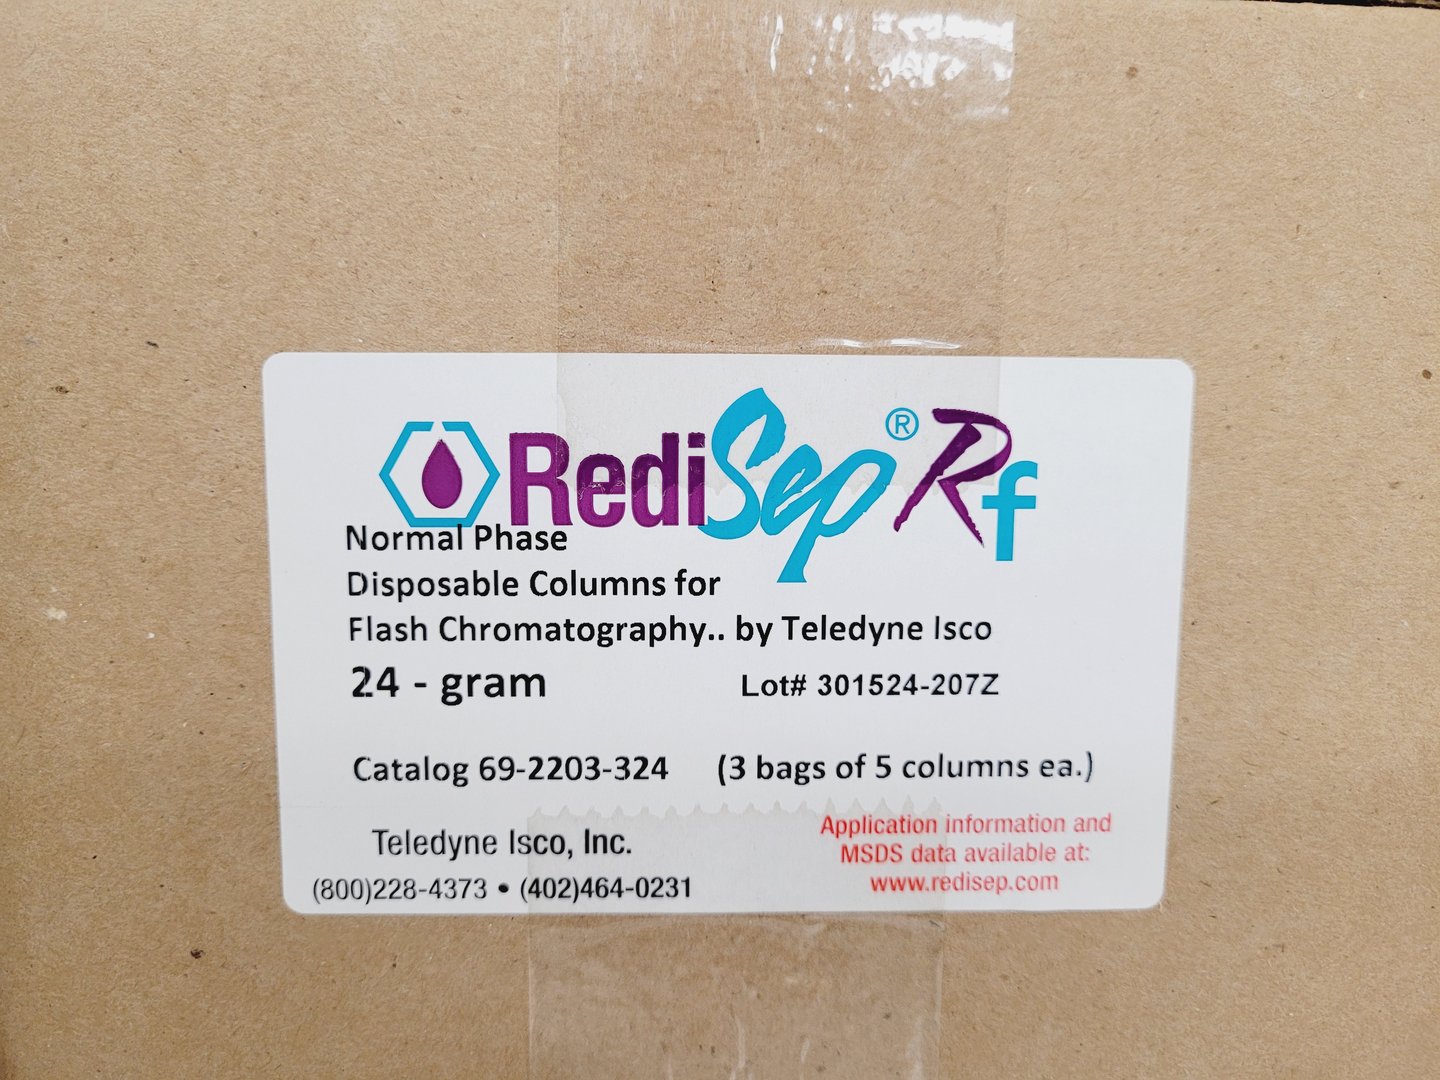 RediSep® Rf
Normal Phase
Disposable Columns for
Flash Chromatography.. by Teledyne Isco
24 - gram Lot# 301524-207Z
Catalog 69-2203-324 (3 bags of 5 columns ea.)
Teledyne Isco, Inc.
(800)228-4373 • (402)464-0231
Application information and
MSDS data available at:
www.redisep.com